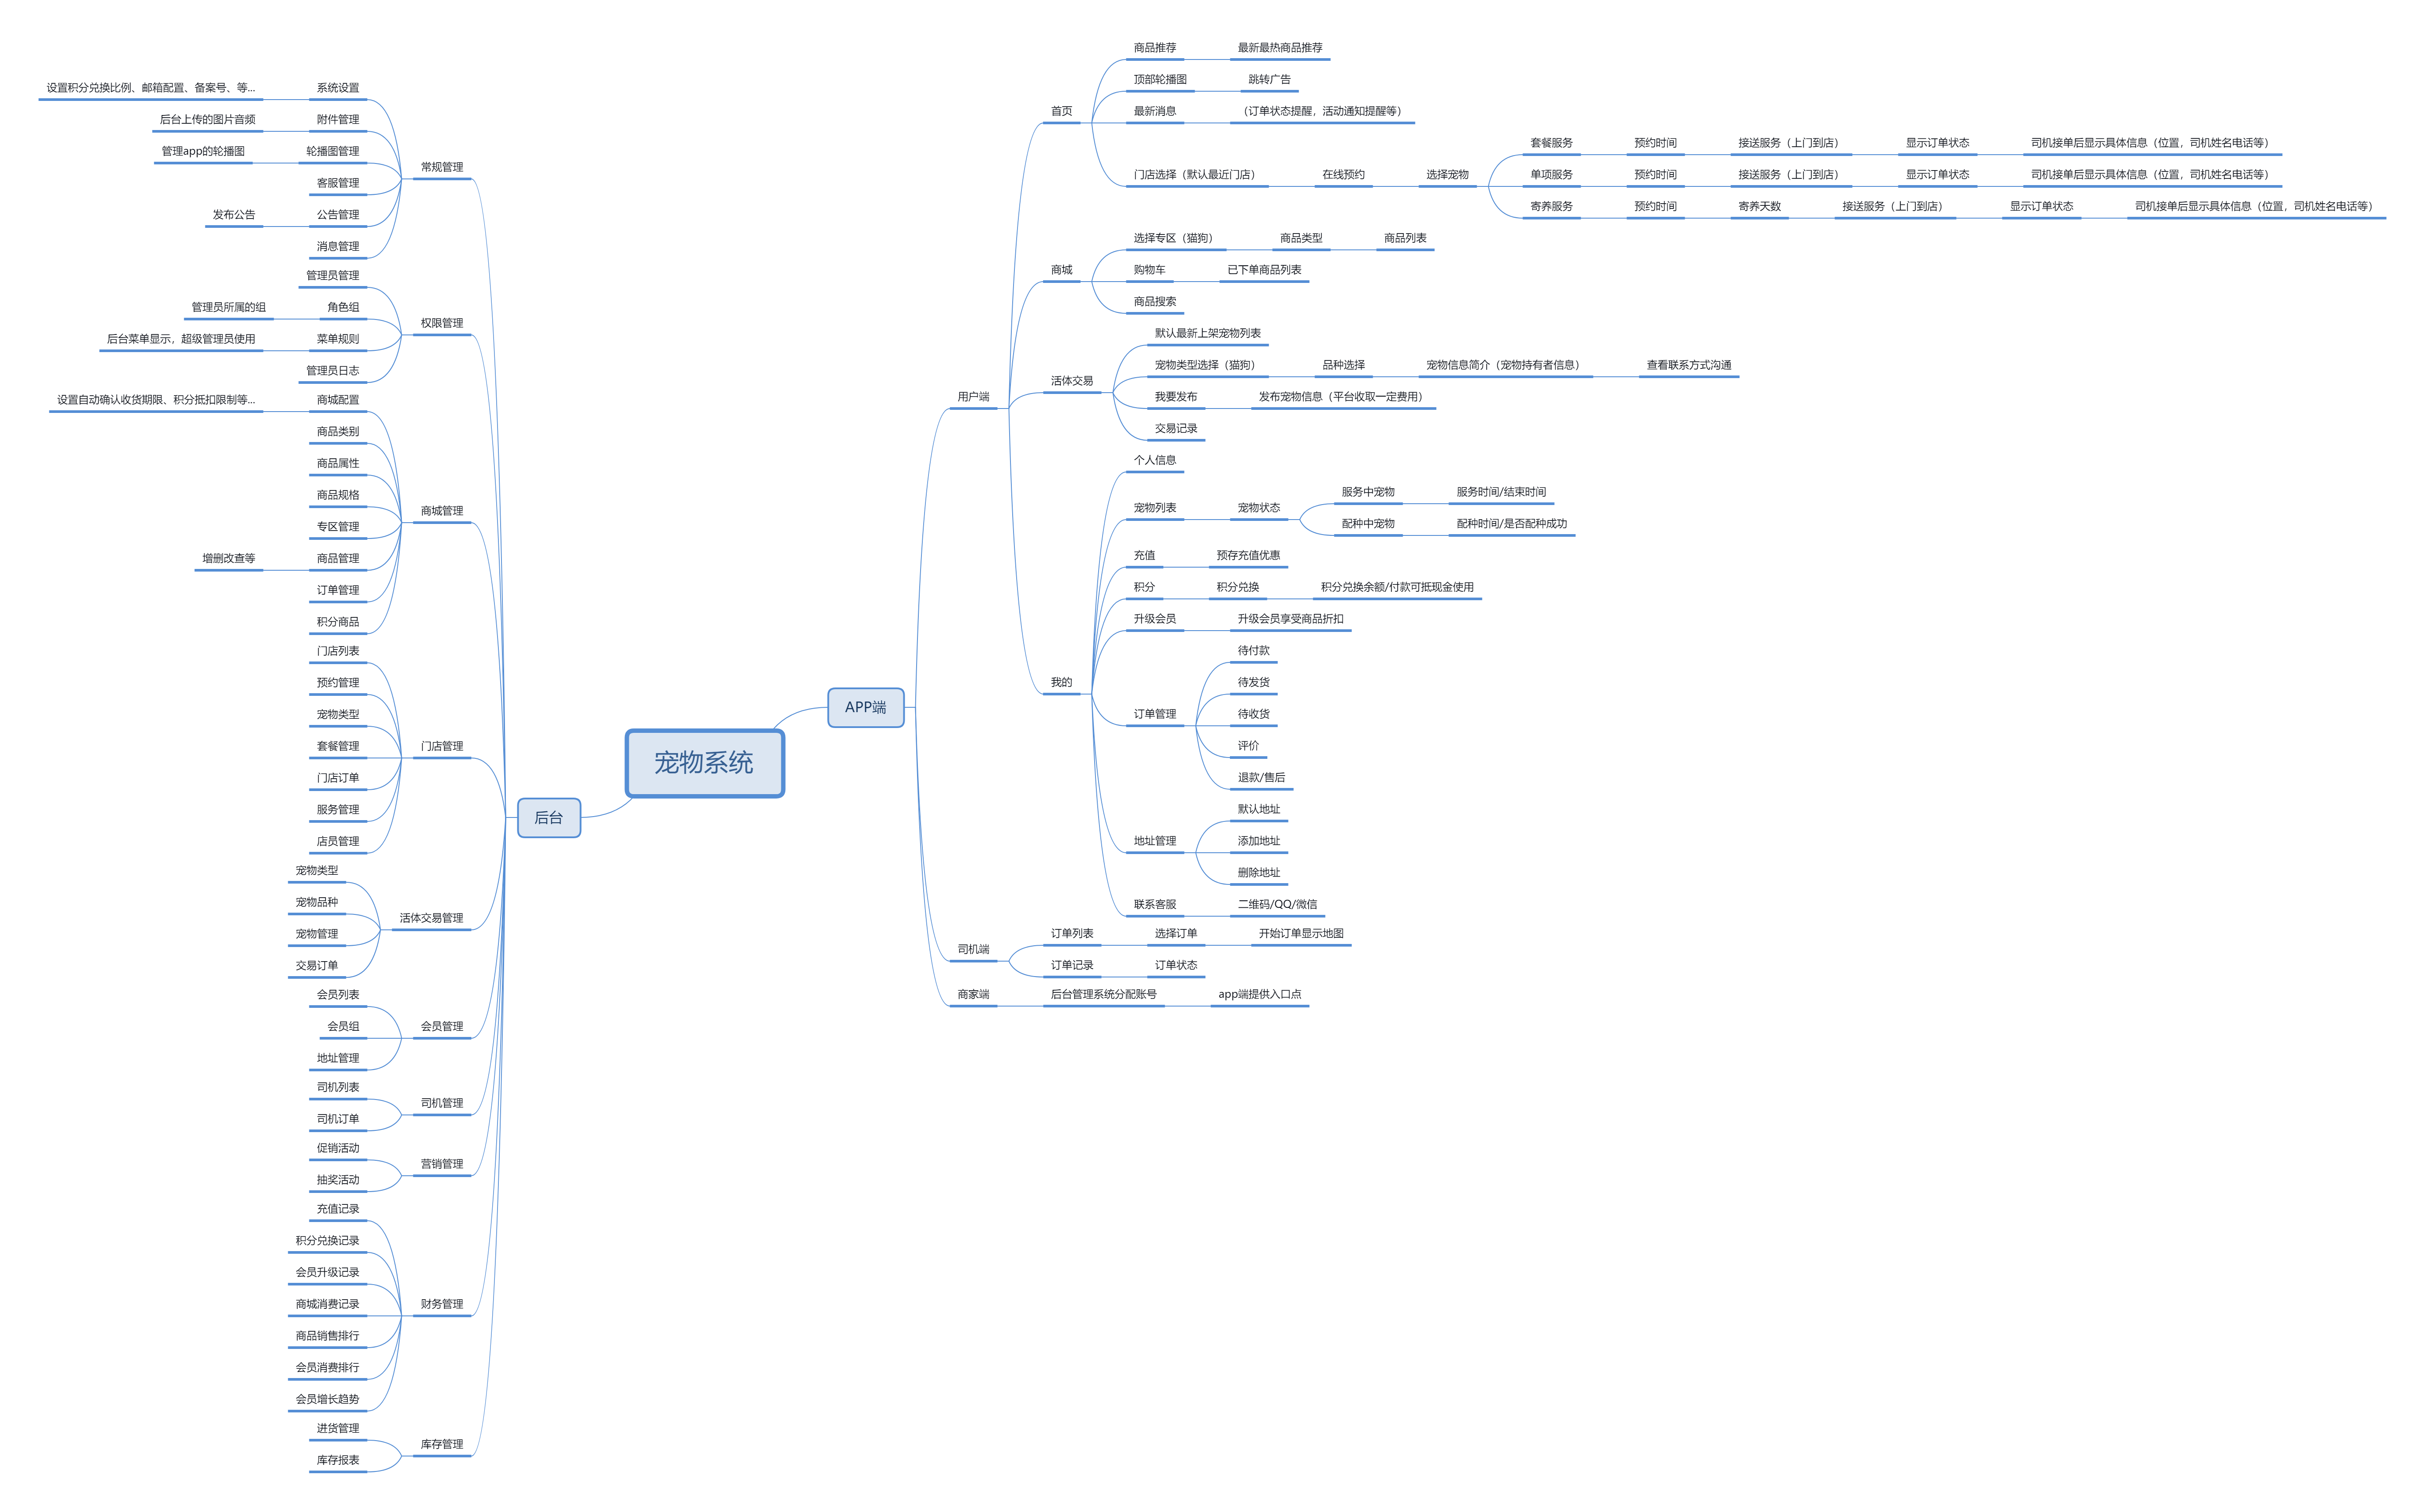 宠物系统
APP端
用户端
首页
商品推荐
最新最热商品推荐
顶部轮播图
跳转广告
最新消息
（订单状态提醒，活动通知提醒等）
门店选择（默认最近门店）
在线预约
选择宠物
套餐服务
预约时间
接送服务（上门到店）
显示订单状态
司机接单后显示具体信息（位置，司机姓名电话等）
单项服务
预约时间
接送服务（上门到店）
显示订单状态
司机接单后显示具体信息（位置，司机姓名电话等）
寄养服务
预约时间
寄养天数
接送服务（上门到店）
显示订单状态
司机接单后显示具体信息（位置，司机姓名电话等）
商城
选择专区（猫狗）
商品类型
商品列表
购物车
已下单商品列表
商品搜索
活体交易
默认最新上架宠物列表
宠物类型选择（猫狗）
品种选择
宠物信息简介（宠物持有者信息）
查看联系方式沟通
我要发布
发布宠物信息（平台收取一定费用）
交易记录
我的
个人信息
宠物列表
宠物状态
服务中宠物
服务时间/结束时间
配种中宠物
配种时间/是否配种成功
充值
预存充值优惠
积分
积分兑换
积分兑换余额/付款可抵现金使用
升级会员
升级会员享受商品折扣
订单管理
待付款
待发货
待收货
评价
退款/售后
地址管理
默认地址
添加地址
删除地址
联系客服
二维码/QQ/微信
司机端
订单列表
选择订单
开始订单显示地图
订单记录
订单状态
商家端
后台管理系统分配账号
app端提供入口点
后台
常规管理
系统设置
设置积分兑换比例、邮箱配置、备案号、等...
附件管理
后台上传的图片音频
轮播图管理
管理app的轮播图
客服管理
公告管理
发布公告
消息管理
权限管理
管理员管理
角色组
管理员所属的组
菜单规则
后台菜单显示，超级管理员使用
管理员日志
商城管理
商城配置
设置自动确认收货期限、积分抵扣限制等...
商品类别
商品属性
商品规格
专区管理
商品管理
增删改查等
订单管理
积分商品
门店管理
门店列表
预约管理
宠物类型
套餐管理
门店订单
服务管理
店员管理
活体交易管理
宠物类型
宠物品种
宠物管理
交易订单
会员管理
会员列表
会员组
地址管理
司机管理
司机列表
司机订单
营销管理
促销活动
抽奖活动
财务管理
充值记录
积分兑换记录
会员升级记录
商城消费记录
商品销售排行
会员消费排行
会员增长趋势
库存管理
进货管理
库存报表